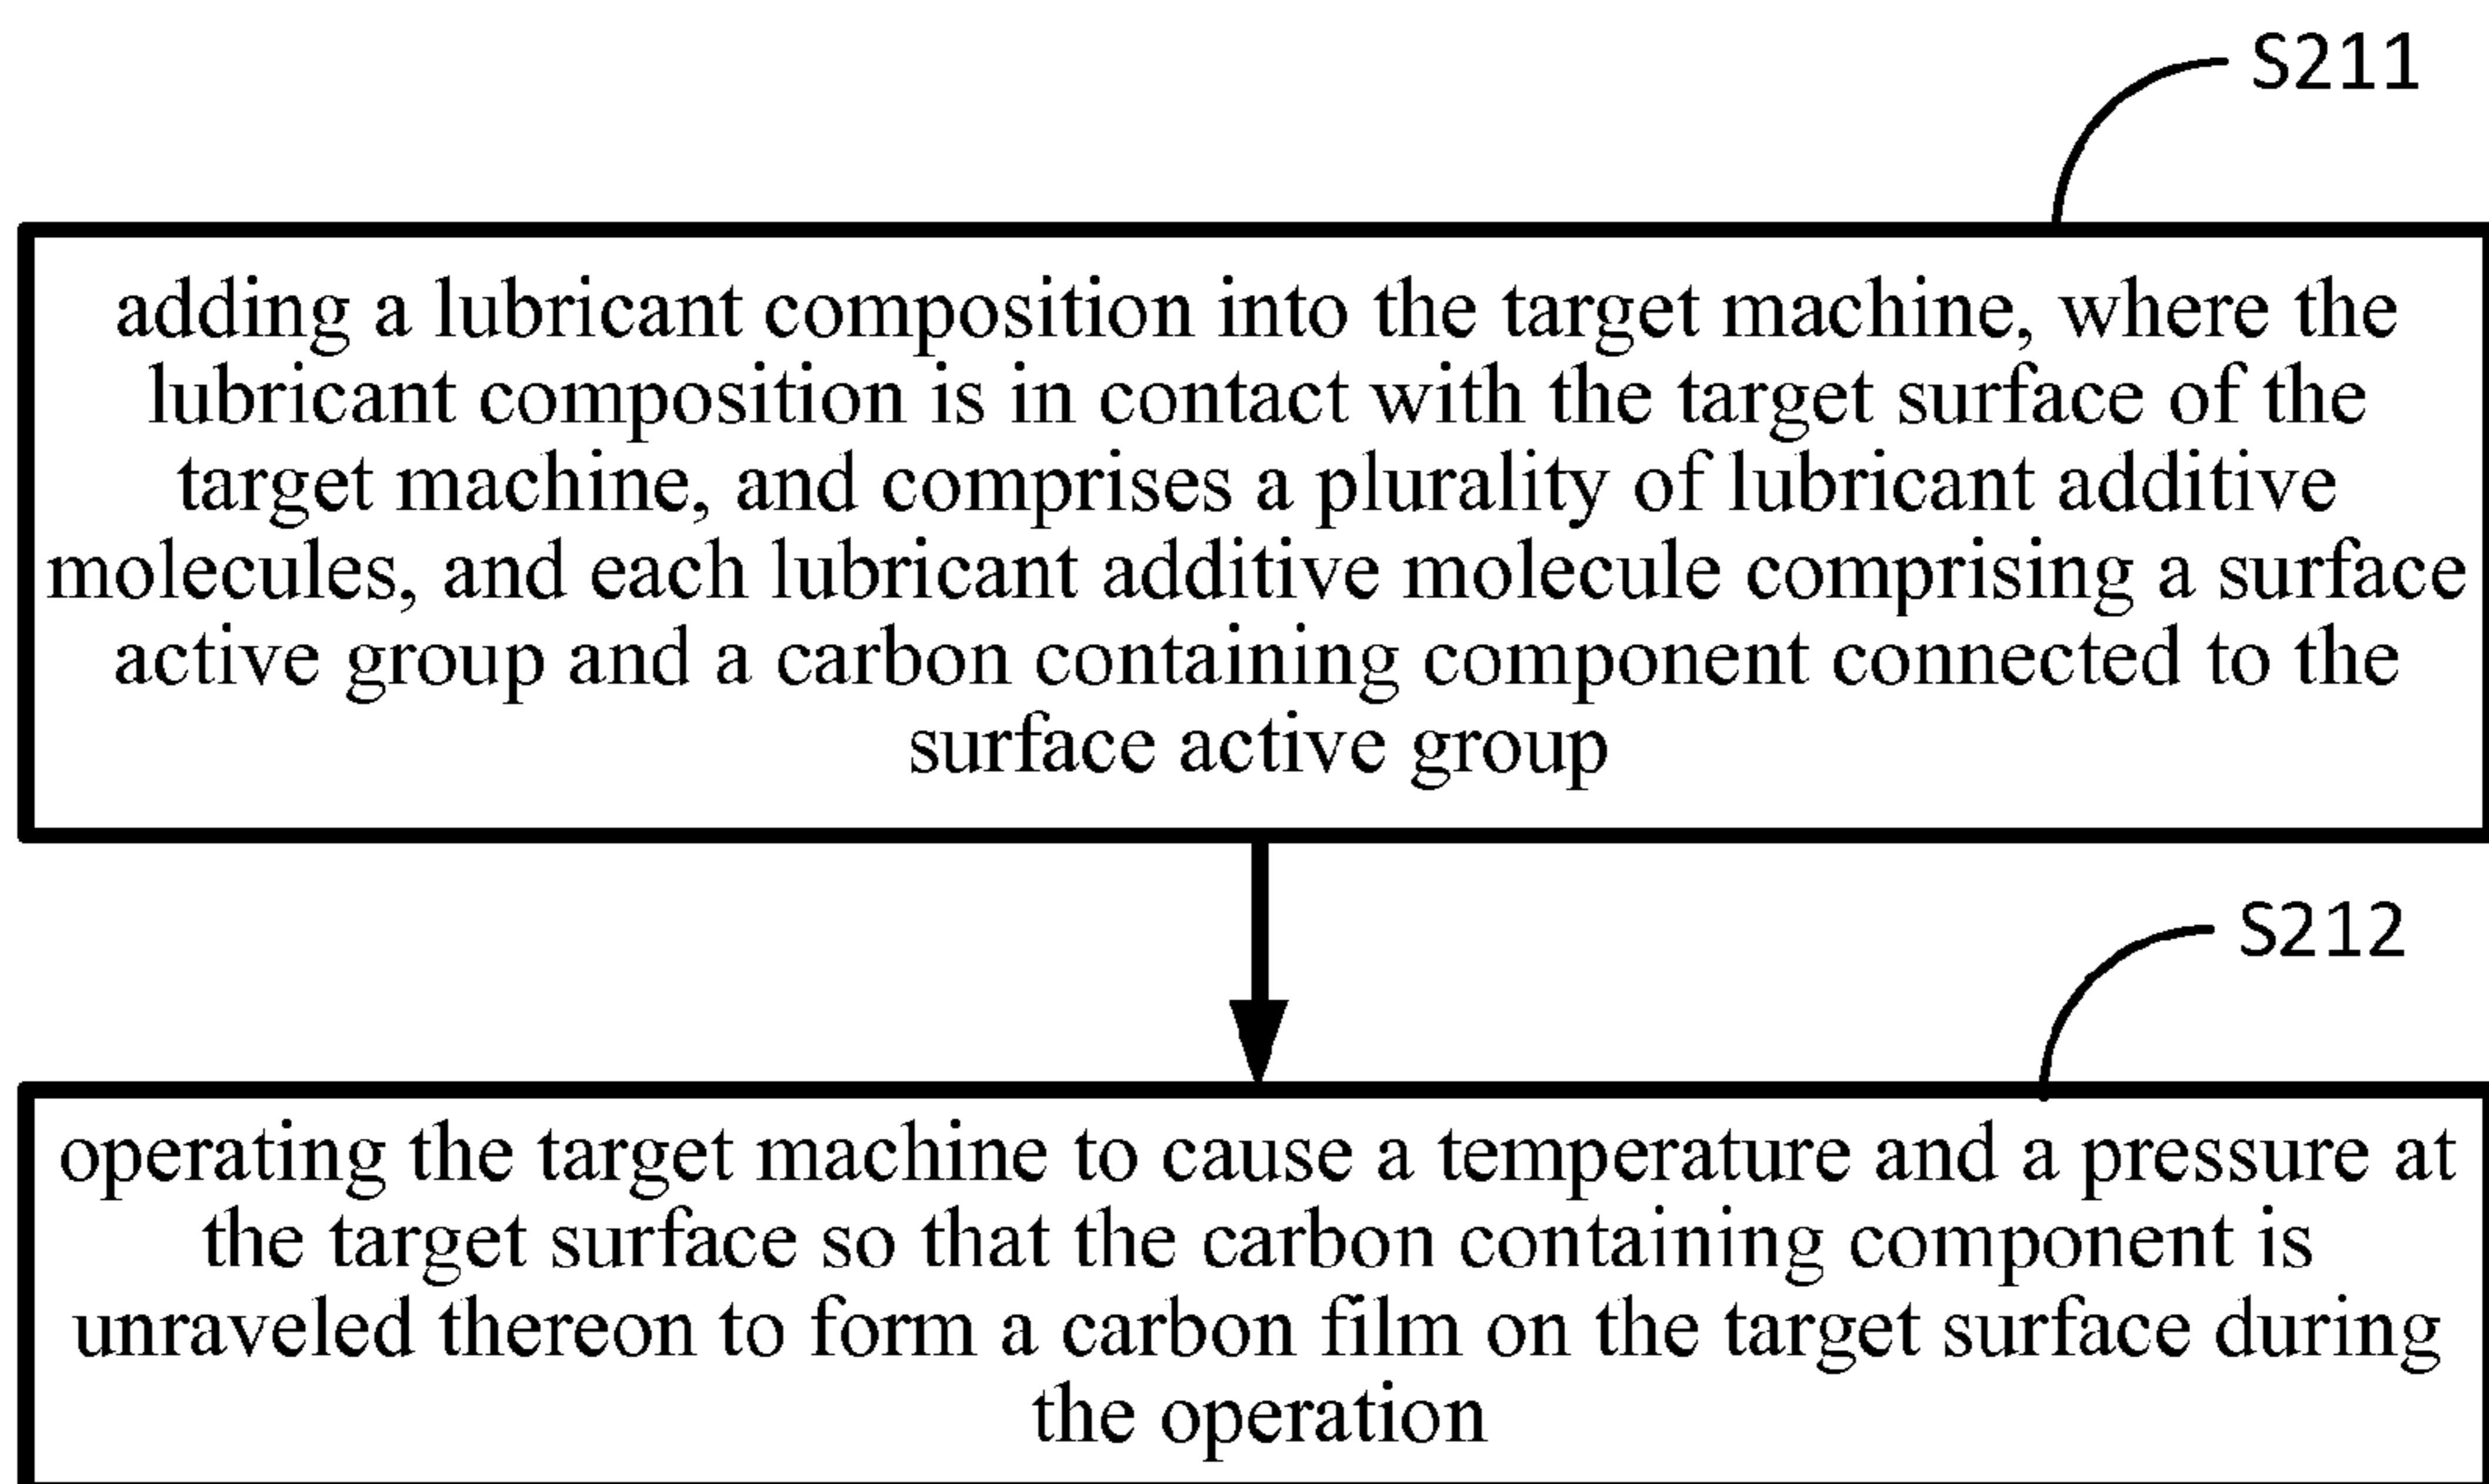 S211
adding a lubricant composition into the target machine, where the
lubricant composition is in contact with the target surface of the
target machine, and comprises a plurality of lubricant additive
molecules, and each lubricant additive molecule comprising a surface
active group and a carbon containing component connected to the
surface active group
S212
operating the target machine to cause a temperature and a pressure at
the target surface so that the carbon containing component is
unraveled thereon to form a carbon film on the target surface during
the operation